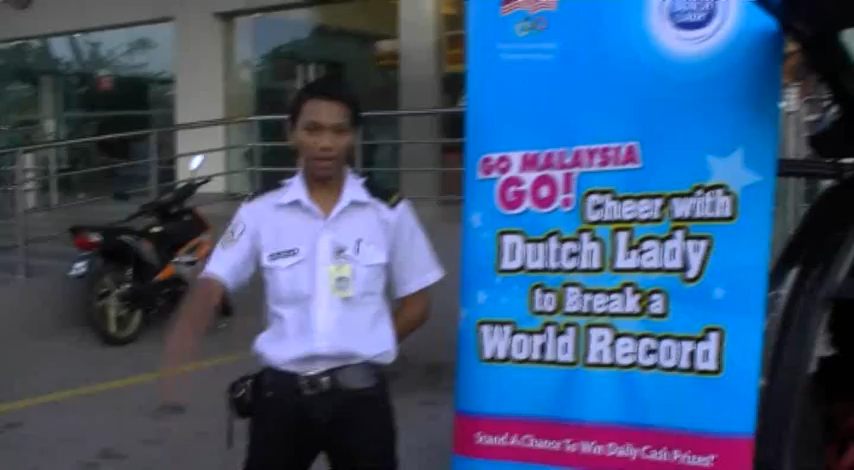 GO MALAYSIA
GO!
Cheer with
Dutch Lady
to Break a
World Record
Stand A Chance To Win Daily Cash Prizes!